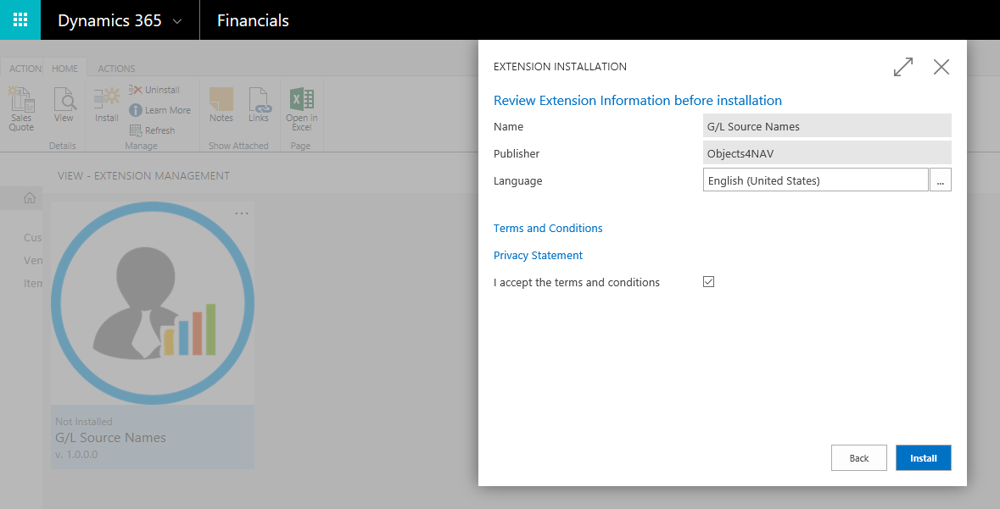 Dynamics 365
Financials
ACTION
HOME
ACTIONS
Sales
Quote
View
Install
Uninstall
Learn More
Refresh
Notes
Links
Open in
Excel
Details
Manage
Show Attached
Page
VIEW - EXTENSION MANAGEMENT
Cus
Ven
Iten
...
Not Installed
G/L Source Names
v. 1.0.0.0
EXTENSION INSTALLATION
Review Extension Information before installation
Name G/L Source Names
Publisher Objects4NAV
Language English (United States) ...
Terms and Conditions
Privacy Statement
I accept the terms and conditions
Back Install